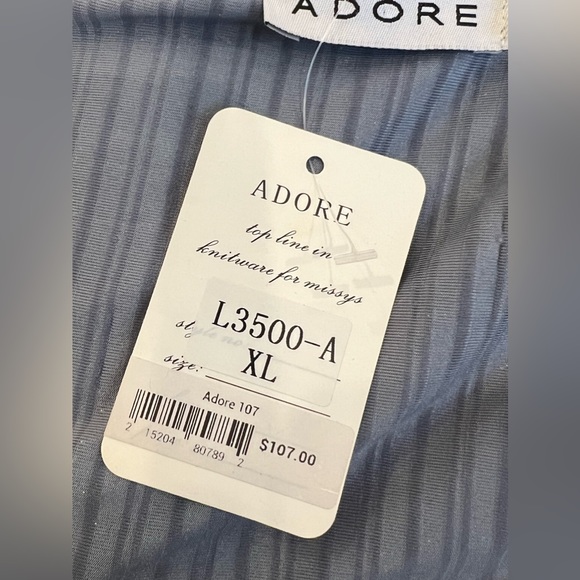 ADORE
ADORE
top line in
knitware for missys
style no.
L3500-A
size: XL
Adore 107
2 15204 80789 2
$107.00